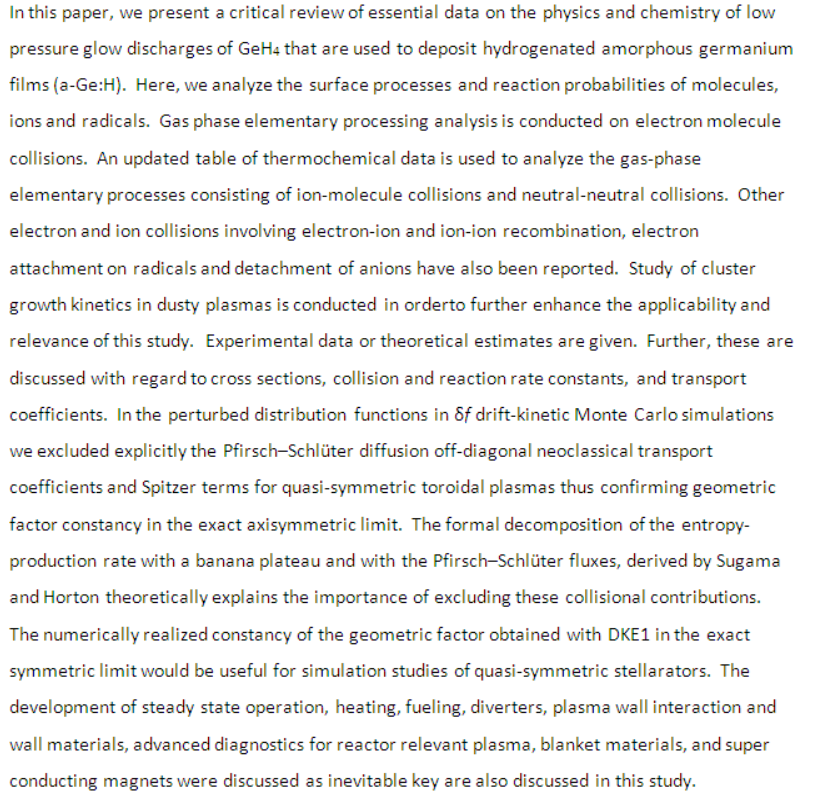 In this paper, we present a critical review of essential data on the physics and chemistry of low
pressure glow discharges of GeH₄ that are used to deposit hydrogenated amorphous germanium
films (a-Ge:H). Here, we analyze the surface processes and reaction probabilities of molecules,
ions and radicals. Gas phase elementary processing analysis is conducted on electron molecule
collisions. An updated table of thermochemical data is used to analyze the gas-phase
elementary processes consisting of ion-molecule collisions and neutral-neutral collisions. Other
electron and ion collisions involving electron-ion and ion-ion recombination, electron
attachment on radicals and detachment of anions have also been reported. Study of cluster
growth kinetics in dusty plasmas is conducted in orderto further enhance the applicability and
relevance of this study. Experimental data or theoretical estimates are given. Further, these are
discussed with regard to cross sections, collision and reaction rate constants, and transport
coefficients. In the perturbed distribution functions in δf drift-kinetic Monte Carlo simulations
we excluded explicitly the Pfirsch–Schlüter diffusion off-diagonal neoclassical transport
coefficients and Spitzer terms for quasi-symmetric toroidal plasmas thus confirming geometric
factor constancy in the exact axisymmetric limit. The formal decomposition of the entropy-
production rate with a banana plateau and with the Pfirsch–Schlüter fluxes, derived by Sugama
and Horton theoretically explains the importance of excluding these collisional contributions.
The numerically realized constancy of the geometric factor obtained with DKE1 in the exact
symmetric limit would be useful for simulation studies of quasi-symmetric stellarators. The
development of steady state operation, heating, fueling, diverters, plasma wall interaction and
wall materials, advanced diagnostics for reactor relevant plasma, blanket materials, and super
conducting magnets were discussed as inevitable key are also discussed in this study.